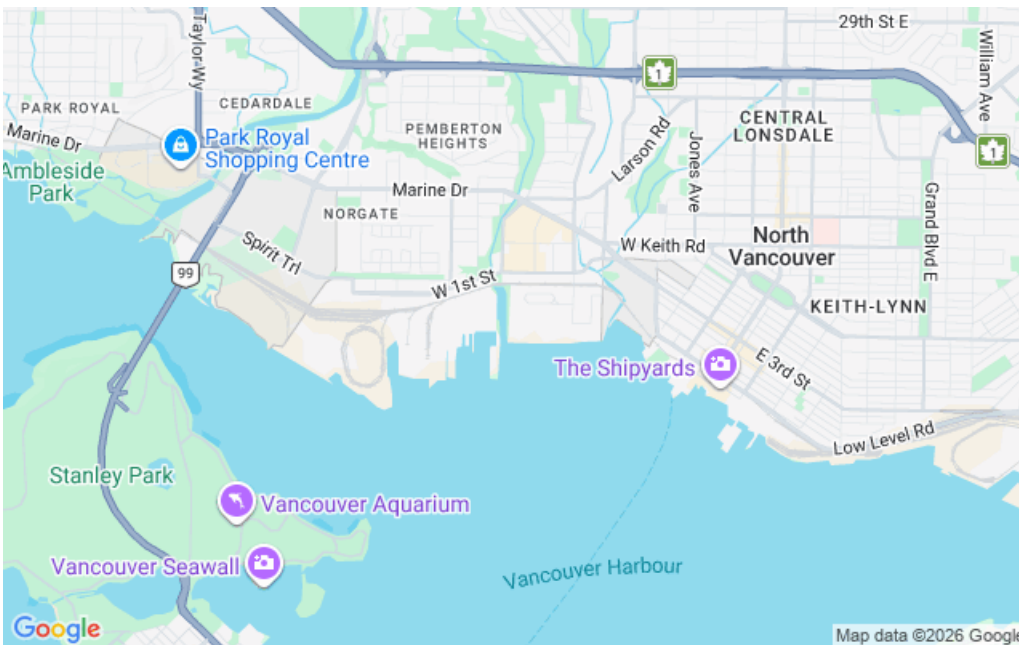 29th St E
Taylor Wy
William Ave
1
PARK ROYAL
CEDARDALE
CENTRAL
LONSDALE
Marine Dr
Park Royal
Shopping Centre
PEMBERTON
HEIGHTS
Larson Rd
Jones Ave
1
Ambleside
Park
Marine Dr
Grand Blvd E
NORGATE
Spirit Trl
W Keith Rd
North
Vancouver
99
W 1st St
KEITH-LYNN
The Shipyards
E 3rd St
Low Level Rd
Stanley Park
Vancouver Aquarium
Vancouver Seawall
Vancouver Harbour
Google
Map data ©2026 Google